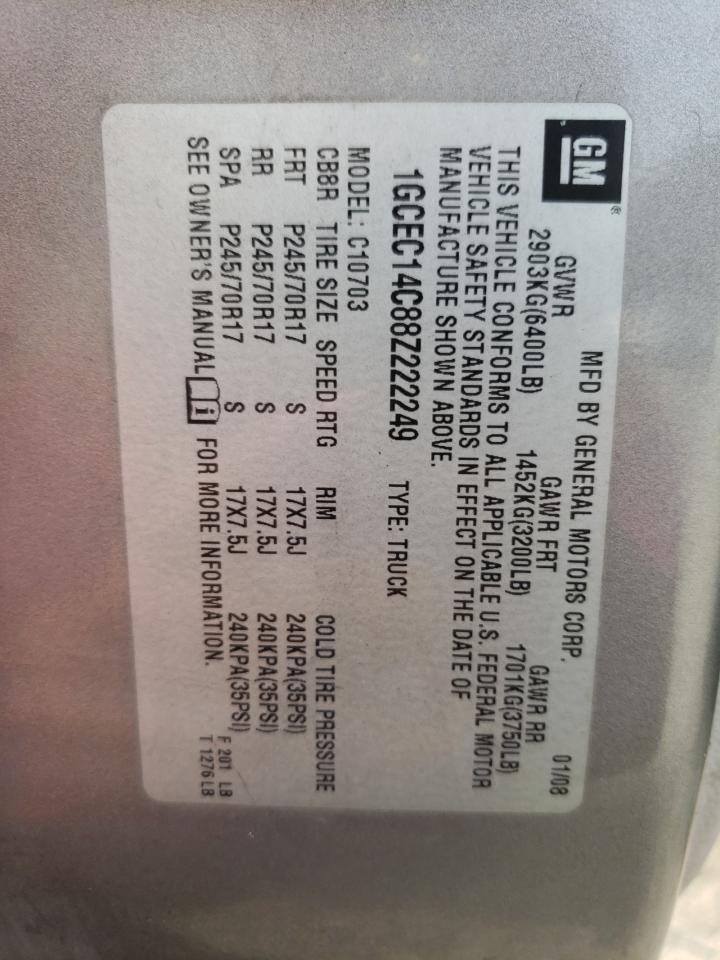 GM®
MFD BY GENERAL MOTORS CORP. 01/08
GVWR GAWR FRT GAWR RR
2903KG(6400LB) 1452KG(3200LB) 1701KG(3750LB)
THIS VEHICLE CONFORMS TO ALL APPLICABLE U.S. FEDERAL MOTOR
VEHICLE SAFETY STANDARDS IN EFFECT ON THE DATE OF
MANUFACTURE SHOWN ABOVE.
1GCEC14C88Z222249 TYPE: TRUCK
MODEL: C10703
CB8R TIRE SIZE SPEED RTG RIM COLD TIRE PRESSURE
FRT P245/70R17 S 17X7.5J 240KPA(35PSI)
RR P245/70R17 S 17X7.5J 240KPA(35PSI)
SPA P245/70R17 S 17X7.5J 240KPA(35PSI)
SEE OWNER'S MANUAL i FOR MORE INFORMATION.
F 201 LB
T 1276 LB